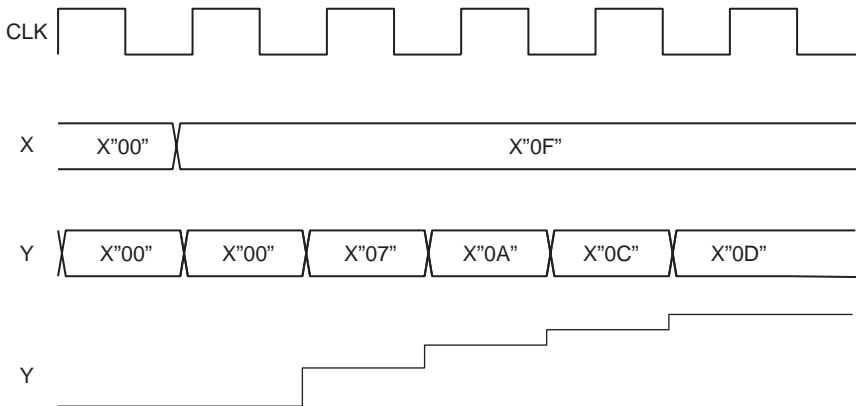 CLK
X X”00” X”0F”
Y X”00” X”00” X”07” X”0A” X”0C” X”0D”
Y